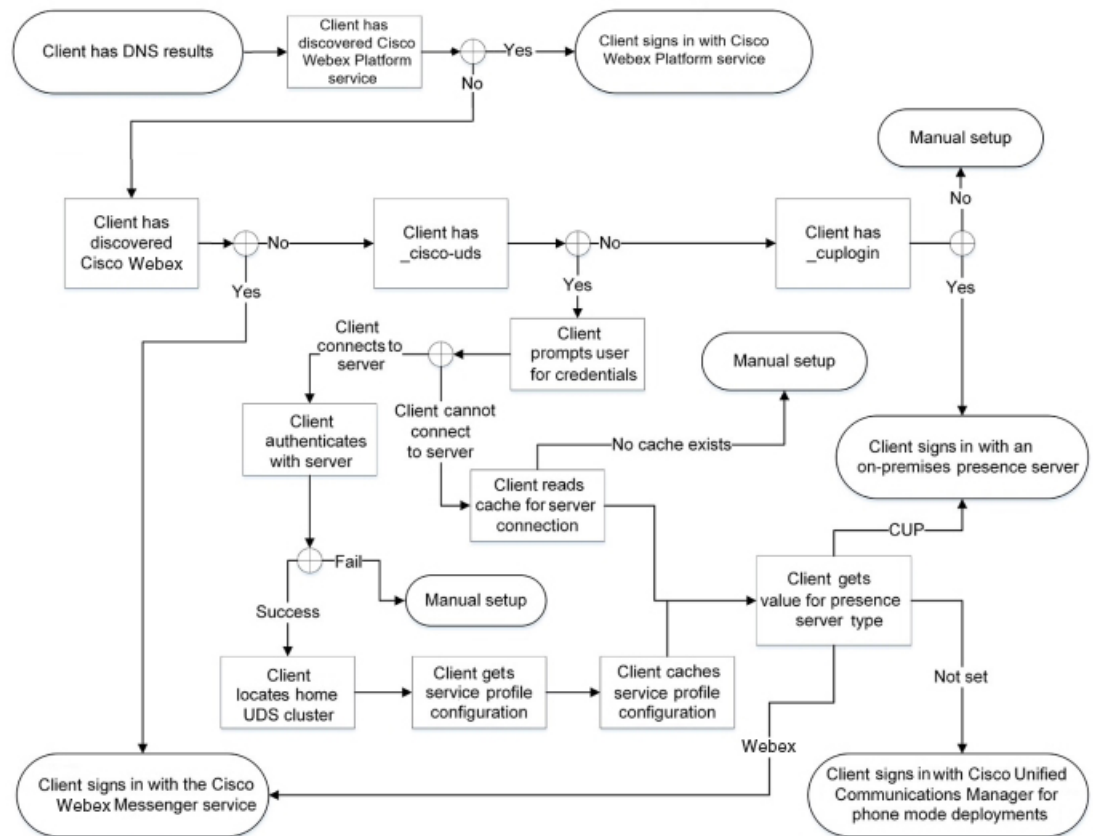 Client has DNS results
Client has
discovered Cisco
Webex Platform
service
Yes
No
Client signs in with Cisco
Webex Platform service
Manual setup
No
Client has
discovered
Cisco Webex
No
Yes
Client has
_cisco-uds
No
Yes
Client has
_cuplogin
Yes
Client
prompts user
for credentials
Client
connects to
server
Client cannot
connect
to server
Manual setup
Client
authenticates
with server
No cache exists
Client signs in with an
on-premises presence
server
Client reads
cache for server
connection
CUP
Fail
Success
Manual setup
Client gets
value for presence
server type
Not set
Client
locates home
UDS cluster
Client gets
service profile
configuration
Client caches
service profile
configuration
Webex
Client signs in with the Cisco
Webex Messenger service
Client signs in with Cisco Unified
Communications Manager for
phone mode deployments